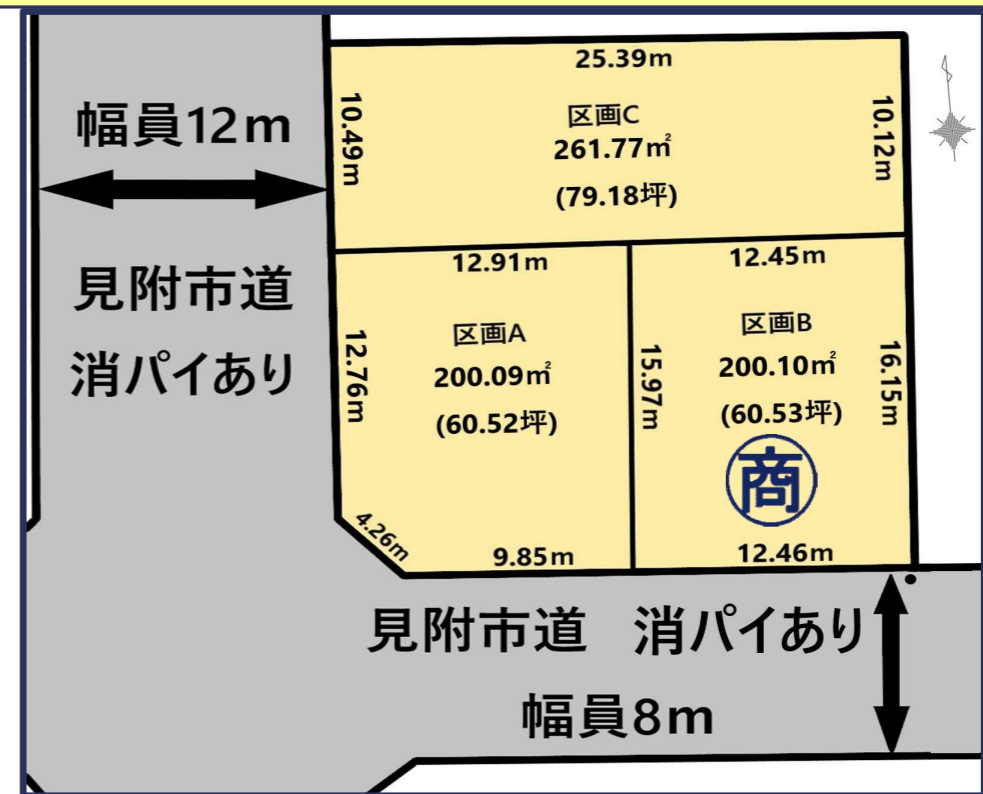 幅員12m
見附市道
消パイあり
25.39m
10.49m
区画C
261.77㎡
(79.18坪)
10.12m
12.91m
12.76m
区画A
200.09㎡
(60.52坪)
4.26m
9.85m
15.97m
12.45m
区画B
200.10㎡
(60.53坪)
商
16.15m
12.46m
見附市道 消パイあり
幅員8m